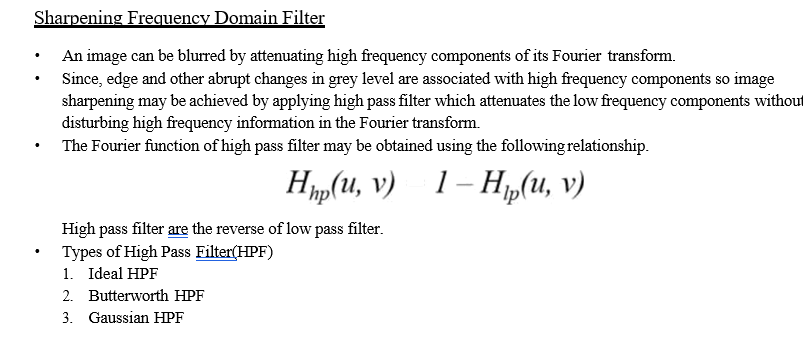 Sharpening Frequency Domain Filter
• An image can be blurred by attenuating high frequency components of its Fourier transform.
• Since, edge and other abrupt changes in grey level are associated with high frequency components so image
sharpening may be achieved by applying high pass filter which attenuates the low frequency components without
disturbing high frequency information in the Fourier transform.
• The Fourier function of high pass filter may be obtained using the following relationship.
H_hp(u, v) 1 – H_lp(u, v)
High pass filter are the reverse of low pass filter.
• Types of High Pass Filter(HPF)
1. Ideal HPF
2. Butterworth HPF
3. Gaussian HPF